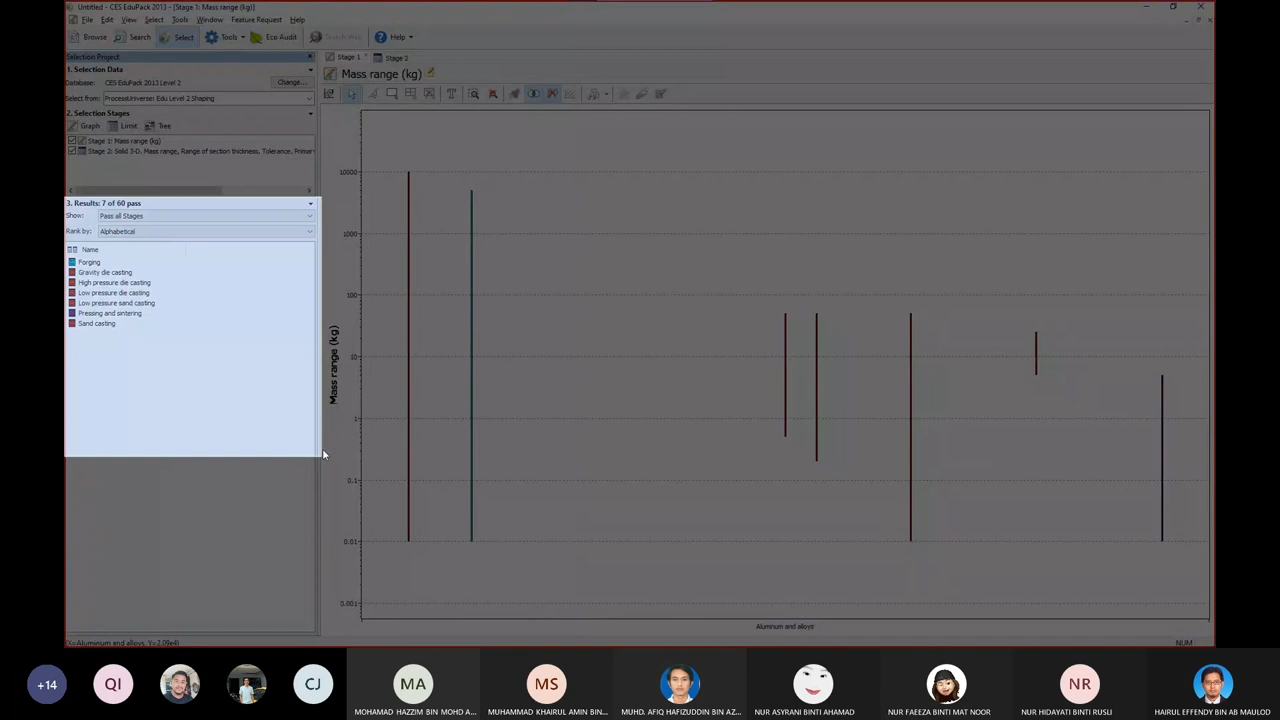 Untitled - CES EduPack 2013 - [Stage 1: Mass range (kg)]
File Edit View Select Tools Window Feature Request Help
Browse Search Select Tools Eco Audit Search Web Help
Selection Project
1. Selection Data
Database: CES EduPack 2013 Level 2 Change...
Select from: ProcessUniverse: Edu Level 2 Shaping
2. Selection Stages
Graph Limit Tree
Stage 1: Mass range (kg)
Stage 2: Solid 3-D, Mass range, Range of section thickness, Tolerance, Primar
3. Results: 7 of 60 pass
Show: Pass all Stages
Rank by: Alphabetical
Name
Forging
Gravity die casting
High pressure die casting
Low pressure die casting
Low pressure sand casting
Pressing and sintering
Sand casting
Stage 1 Stage 2
Mass range (kg)
Mass range (kg)
10000
1000
100
10
1
0.1
0.01
0.001
Aluminum and alloys
(X=Aluminum and alloys, Y=7.09e4)
NUM
+14 QI CJ MA MS NR
MOHAMAD HAZZIM BIN MOHD A...
MUHAMMAD KHAIRUL AMIN BIN...
MUHD. AFIQ HAFIZUDDIN BIN AZ...
NUR ASYRANI BINTI AHAMAD
NUR FAEEZA BINTI MAT NOOR
NUR HIDAYATI BINTI RUSLI
HAIRUL EFFENDY BIN AB MAULOD